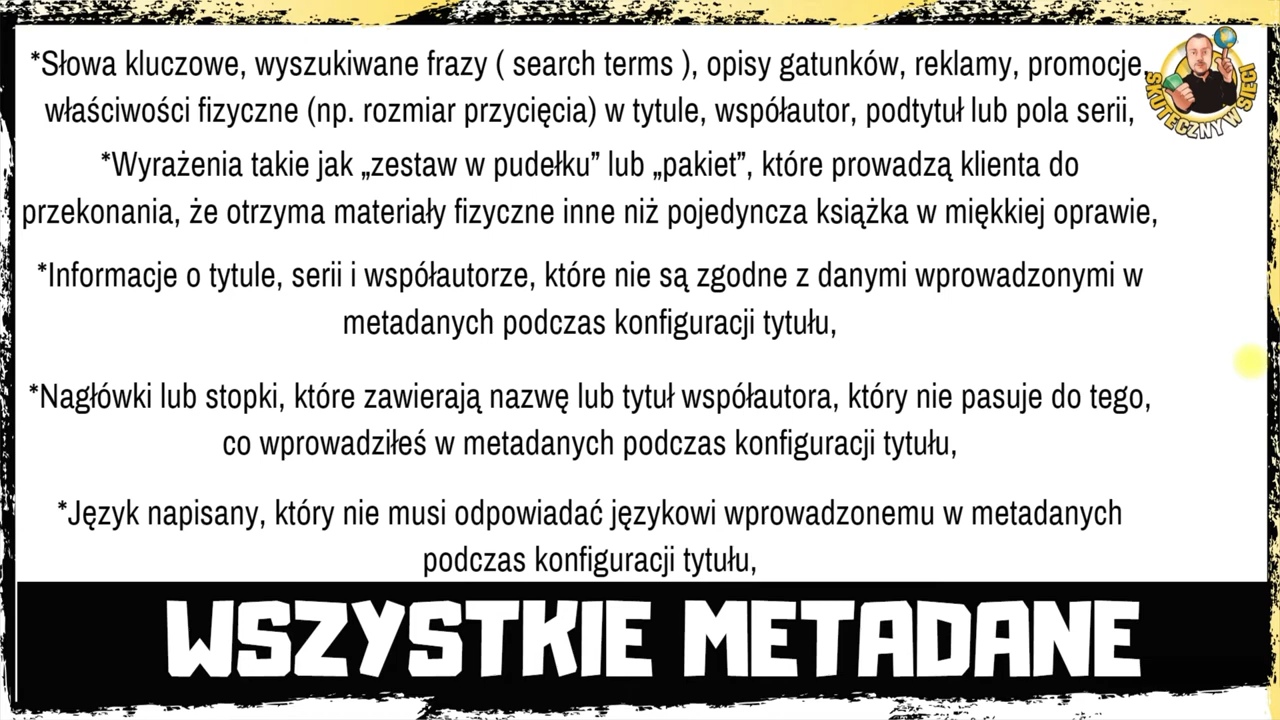 *Słowa kluczowe, wyszukiwane frazy ( search terms ), opisy gatunków, reklamy, promocje,
właściwości fizyczne (np. rozmiar przycięcia) w tytule, współautor, podtytuł lub pola serii,
*Wyrażenia takie jak „zestaw w pudełku” lub „pakiet”, które prowadzą klienta do
przekonania, że otrzyma materiały fizyczne inne niż pojedyncza książka w miękkiej oprawie,
*Informacje o tytule, serii i współautorze, które nie są zgodne z danymi wprowadzonymi w
metadanych podczas konfiguracji tytułu,
*Nagłówki lub stopki, które zawierają nazwę lub tytuł współautora, który nie pasuje do tego,
co wprowadziłeś w metadanych podczas konfiguracji tytułu,
*Język napisany, który nie musi odpowiadać językowi wprowadzonemu w metadanych
podczas konfiguracji tytułu,
WSZYSTKIE METADANE
SKUTECZNY W SIECI